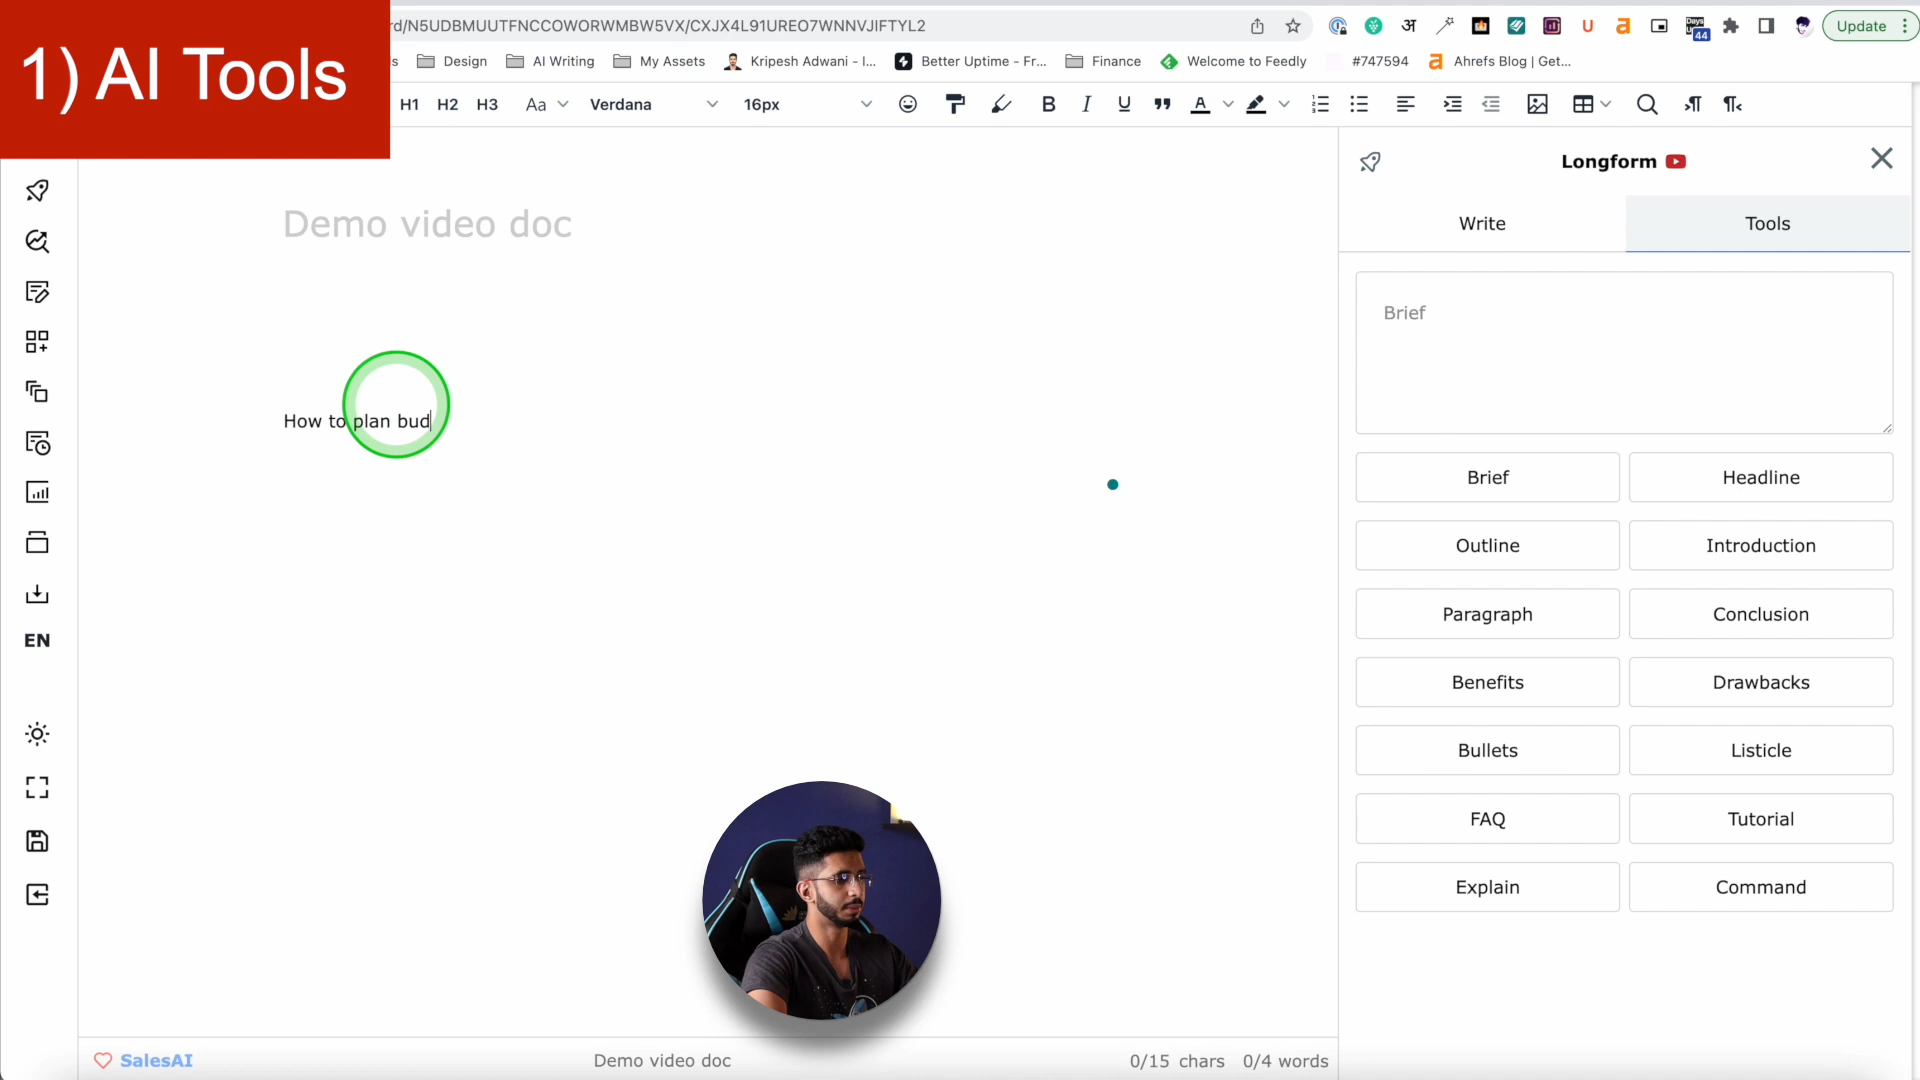 1) AI Tools
rd/N5UDBMUUTFNCCOWORWMBW5VX/CXJX4L91UREO7WNNVJIFTYL2
अ
Days
44
Update
s
Design
AI Writing
My Assets
Kripesh Adwani - I...
Better Uptime - Fr...
Finance
Welcome to Feedly
#747594
Ahrefs Blog | Get...
H1 H2 H3 Aa Verdana 16px
Longform
Write
Tools
Demo video doc
Brief
How to plan bud
Brief
Headline
Outline
Introduction
Paragraph
Conclusion
Benefits
Drawbacks
Bullets
Listicle
FAQ
Tutorial
Explain
Command
EN
SalesAI
Demo video doc
0/15 chars 0/4 words